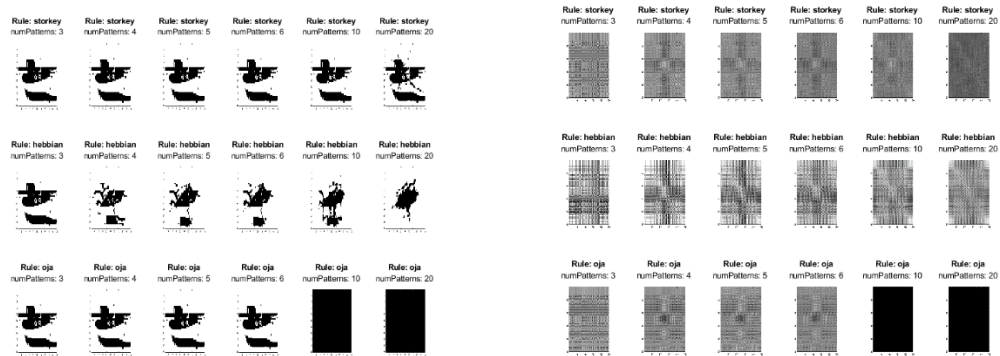 Rule: storkey Rule: storkey Rule: storkey Rule: storkey Rule: storkey Rule: storkey
numPatterns: 3 numPatterns: 4 numPatterns: 5 numPatterns: 6 numPatterns: 10 numPatterns: 20
Rule: hebbian Rule: hebbian Rule: hebbian Rule: hebbian Rule: hebbian Rule: hebbian
numPatterns: 3 numPatterns: 4 numPatterns: 5 numPatterns: 6 numPatterns: 10 numPatterns: 20
Rule: oja Rule: oja Rule: oja Rule: oja Rule: oja Rule: oja
numPatterns: 3 numPatterns: 4 numPatterns: 5 numPatterns: 6 numPatterns: 10 numPatterns: 20
Rule: storkey Rule: storkey Rule: storkey Rule: storkey Rule: storkey Rule: storkey
numPatterns: 3 numPatterns: 4 numPatterns: 5 numPatterns: 6 numPatterns: 10 numPatterns: 20
Rule: hebbian Rule: hebbian Rule: hebbian Rule: hebbian Rule: hebbian Rule: hebbian
numPatterns: 3 numPatterns: 4 numPatterns: 5 numPatterns: 6 numPatterns: 10 numPatterns: 20
Rule: oja Rule: oja Rule: oja Rule: oja Rule: oja Rule: oja
numPatterns: 3 numPatterns: 4 numPatterns: 5 numPatterns: 6 numPatterns: 10 numPatterns: 20